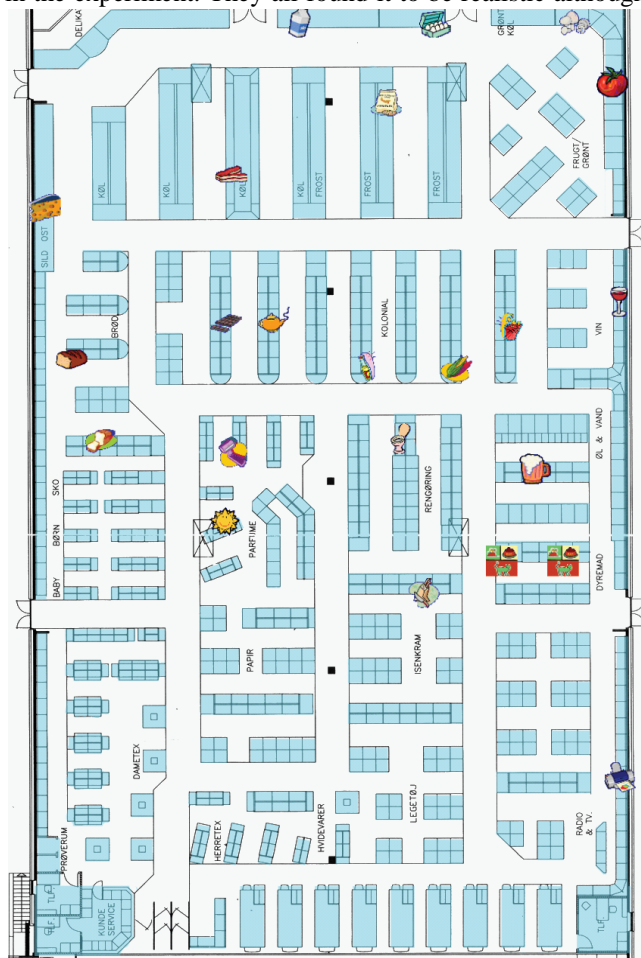 in the experiment. They all found it to be realistic although
DELIKA
GRØNT
KØL
KØL
KØL
KØL
KØL
FROST
FROST
FROST
FRUGT/
GRØNT
SILD OST
BRØD
KOLONIAL
VIN
ØL & VAND
SKO
BØRN
BABY
PARFUME
RENGØRING
DYREMAD
PAPIR
ISENKRAM
DAMETEX
PRØVERUM
HERRETEX
HVIDEVARER
LEGETØJ
RADIO
& TV.
TLF
TLF.
KUNDE
SERVICE
TLF.